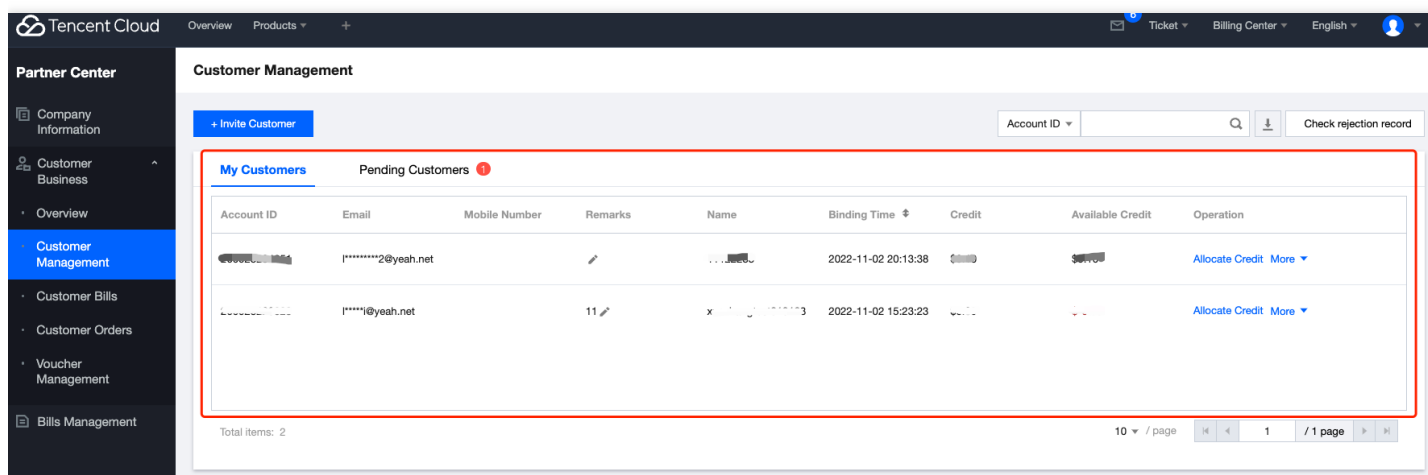 Tencent Cloud Overview Products + 6 Ticket Billing Center English
Partner Center
Customer Management
Company
Information
+ Invite Customer
Account ID
Check rejection record
Customer
Business
My Customers Pending Customers 1
Overview
Account ID Email Mobile Number Remarks Name Binding Time Credit Available Credit Operation
Customer
Management
l*********2@yeah.net 2022-11-02 20:13:38 Allocate Credit More
Customer Bills
l*****i@yeah.net 11 2022-11-02 15:23:23 Allocate Credit More
Customer Orders
Voucher
Management
Bills Management
Total items: 2 10 / page 1 / 1 page